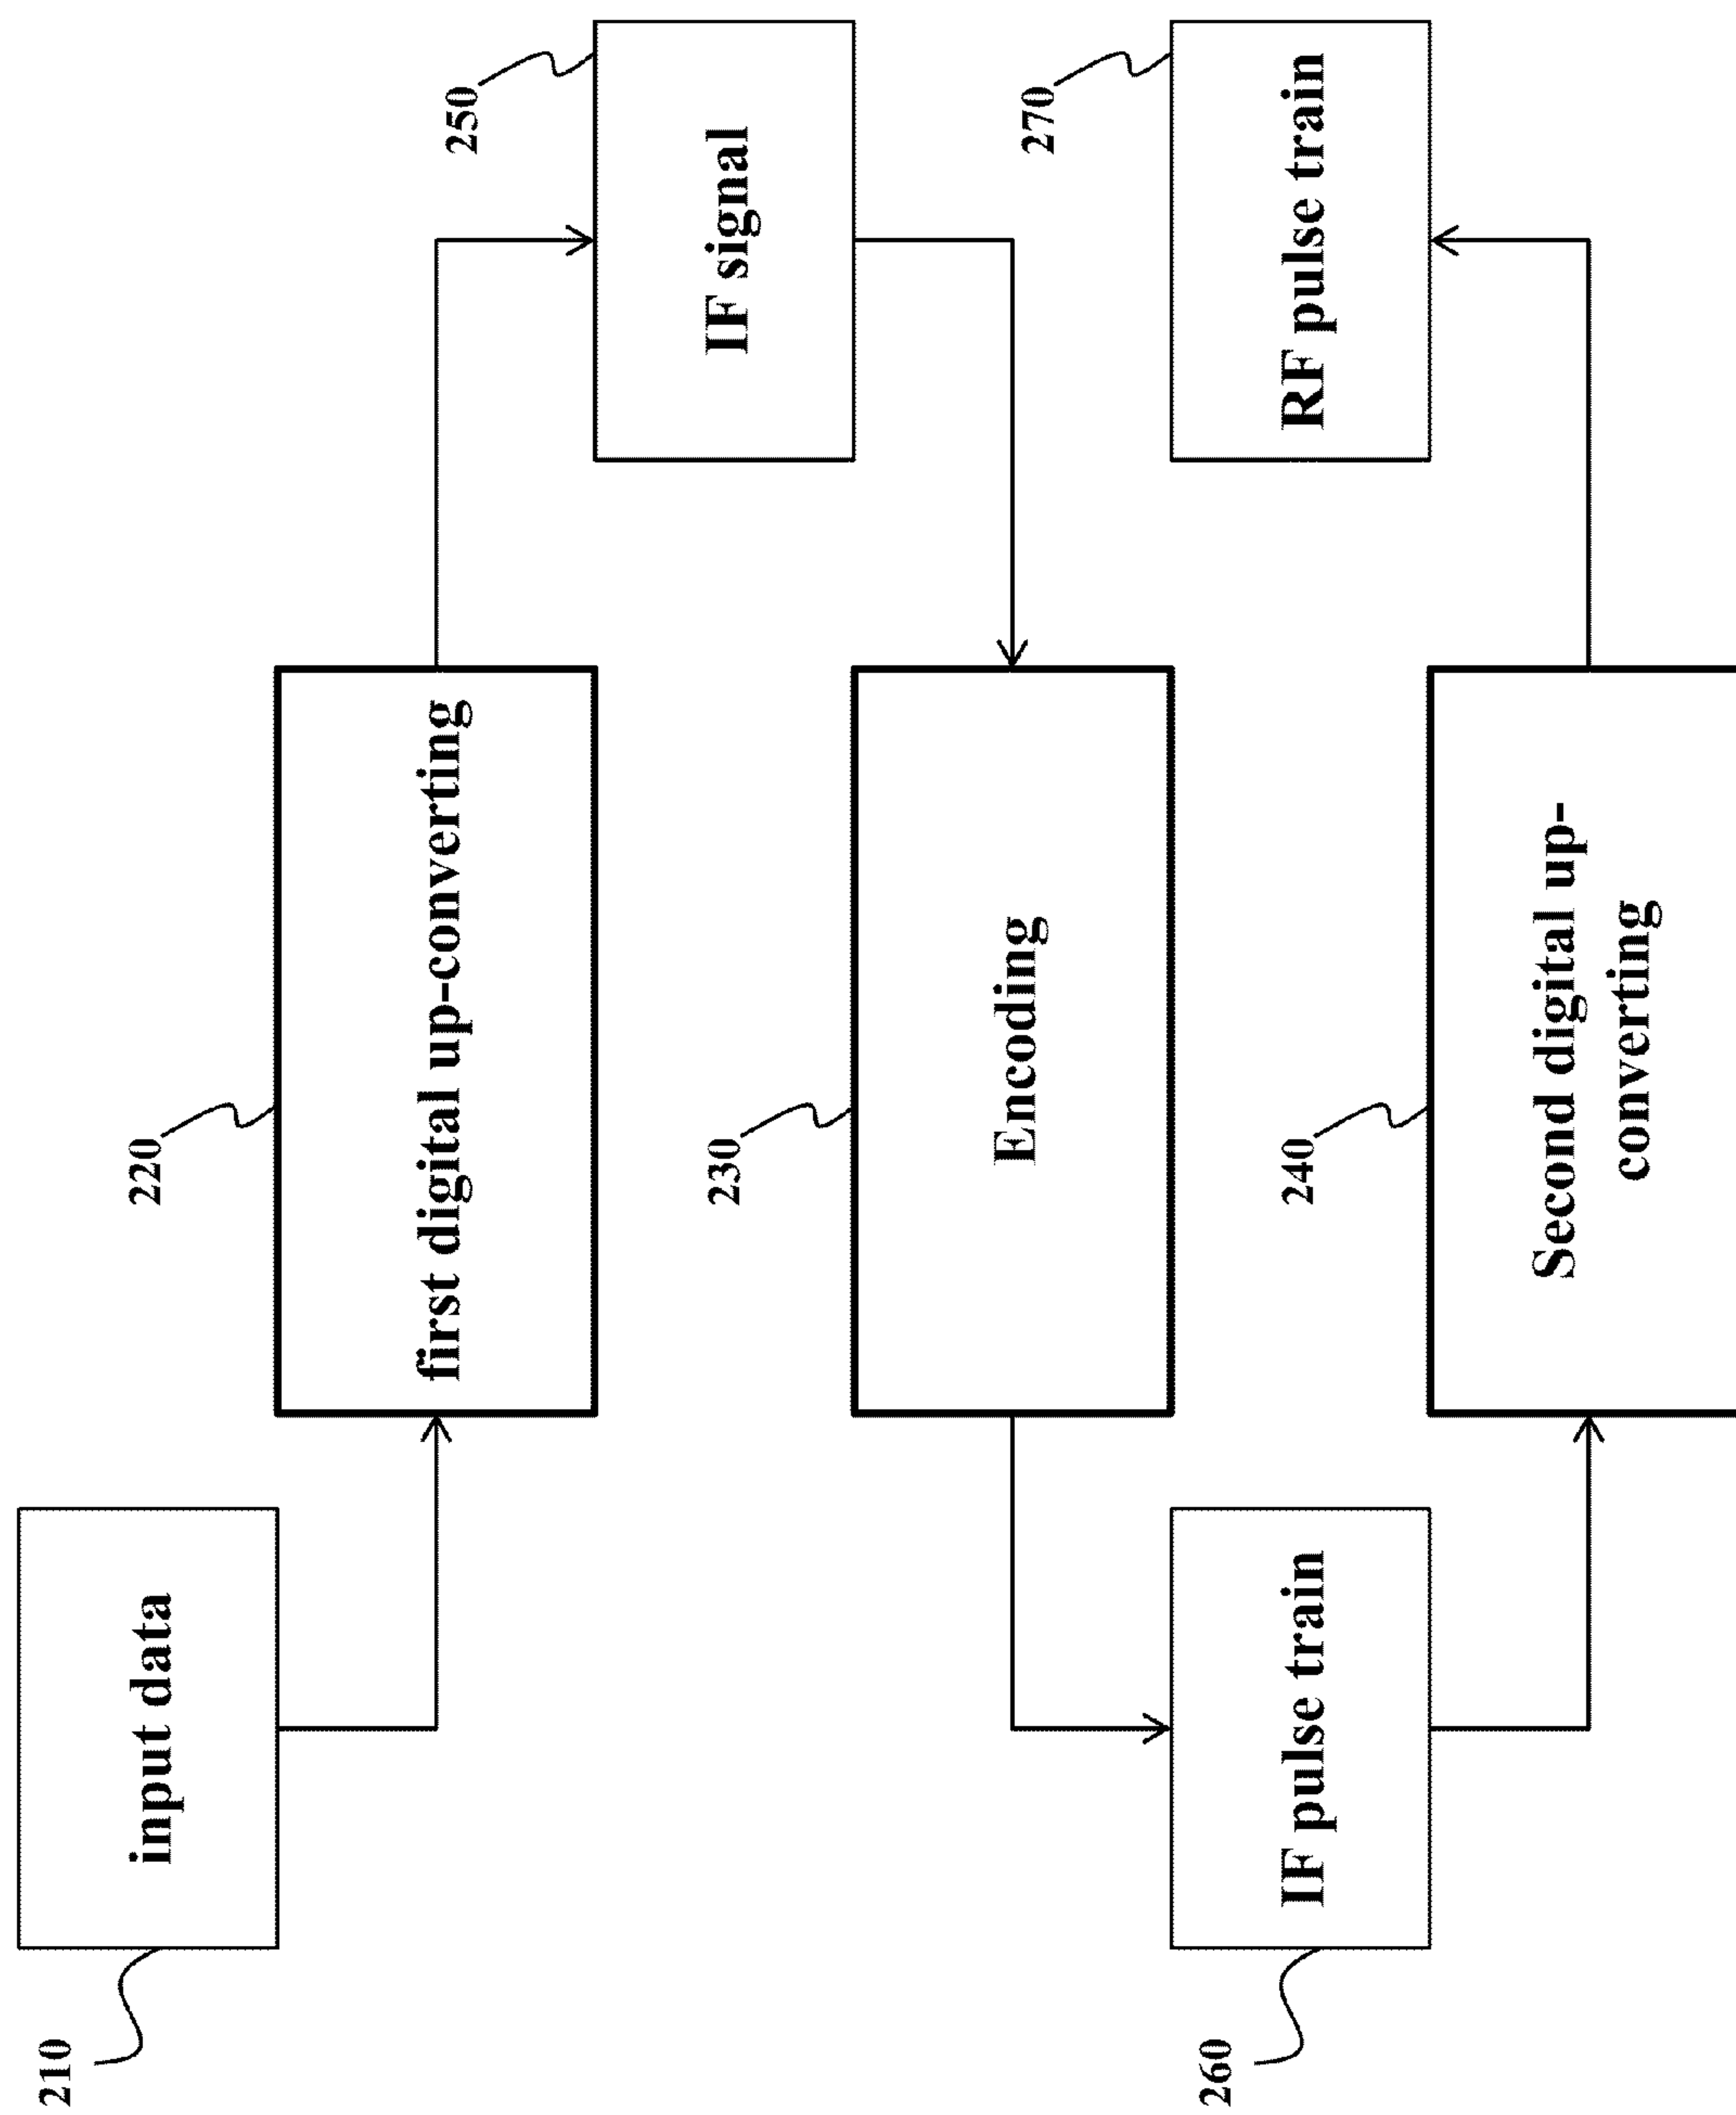 210
input data
220
first digital up-converting
250
IF signal
230
Encoding
260
IF pulse train
240
Second digital up-
converting
270
RF pulse train